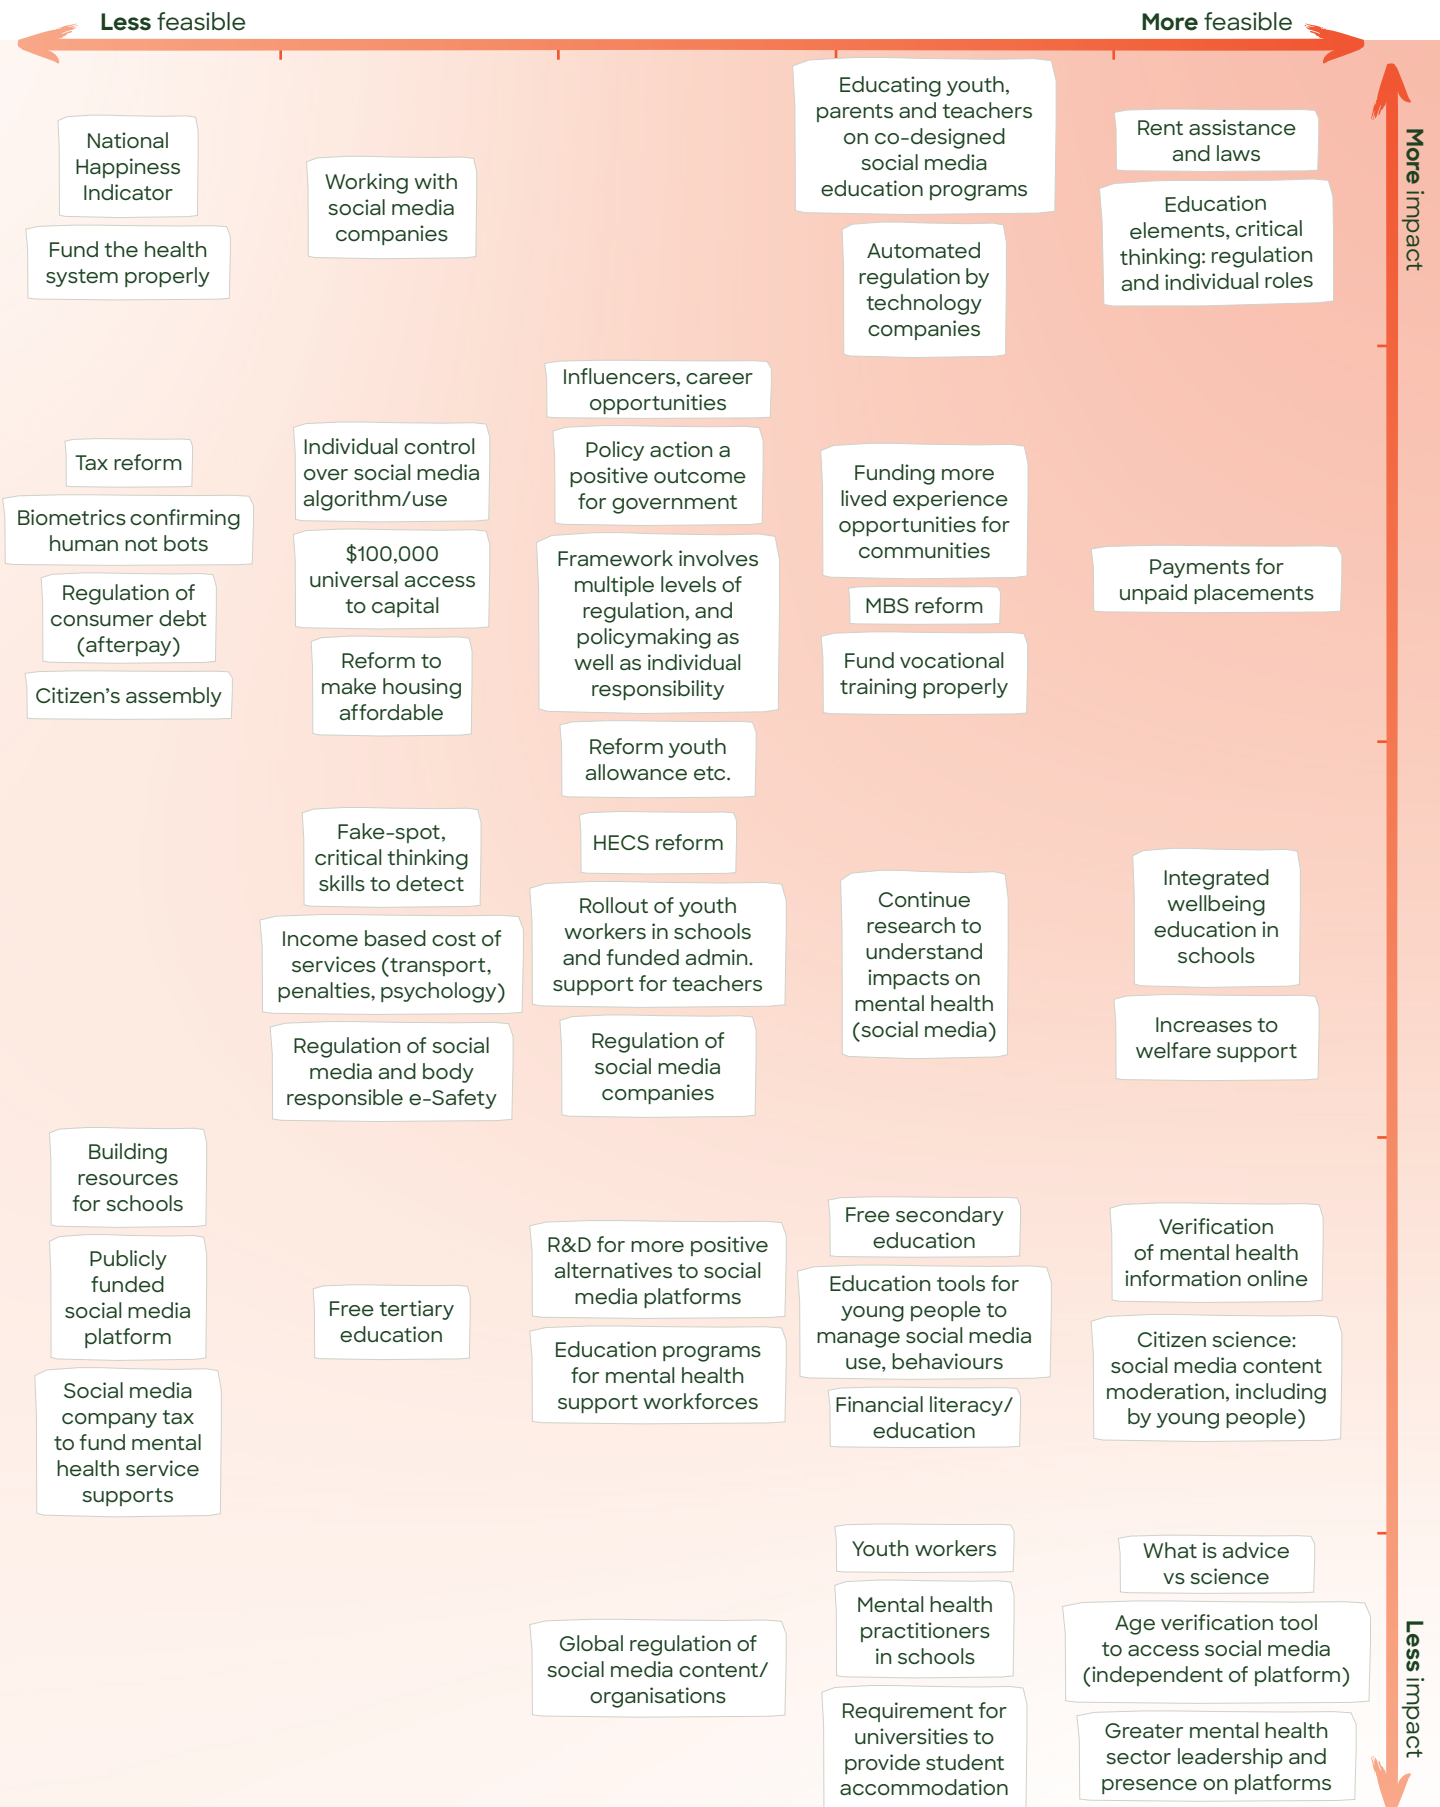 Less feasible
More feasible
More impact
Less impact
National
Happiness
Indicator
Fund the health
system properly
Working with
social media
companies
Educating youth,
parents and teachers
on co-designed
social media
education programs
Automated
regulation by
technology
companies
Rent assistance
and laws
Education
elements, critical
thinking: regulation
and individual roles
Tax reform
Biometrics confirming
human not bots
Regulation of
consumer debt
(afterpay)
Citizen’s assembly
Individual control
over social media
algorithm/use
$100,000
universal access
to capital
Reform to
make housing
affordable
Influencers, career
opportunities
Policy action a
positive outcome
for government
Framework involves
multiple levels of
regulation, and
policymaking as
well as individual
responsibility
Reform youth
allowance etc.
Funding more
lived experience
opportunities for
communities
MBS reform
Fund vocational
training properly
Payments for
unpaid placements
Fake-spot,
critical thinking
skills to detect
Income based cost of
services (transport,
penalties, psychology)
Regulation of social
media and body
responsible e-Safety
HECS reform
Rollout of youth
workers in schools
and funded admin.
support for teachers
Regulation of
social media
companies
Continue
research to
understand
impacts on
mental health
(social media)
Integrated
wellbeing
education in
schools
Increases to
welfare support
Building
resources
for schools
Publicly
funded
social media
platform
Social media
company tax
to fund mental
health service
supports
Free tertiary
education
R&D for more positive
alternatives to social
media platforms
Education programs
for mental health
support workforces
Free secondary
education
Education tools for
young people to
manage social media
use, behaviours
Financial literacy/
education
Verification
of mental health
information online
Citizen science:
social media content
moderation, including
by young people)
Global regulation of
social media content/
organisations
Youth workers
Mental health
practitioners
in schools
Requirement for
universities to
provide student
accommodation
What is advice
vs science
Age verification tool
to access social media
(independent of platform)
Greater mental health
sector leadership and
presence on platforms